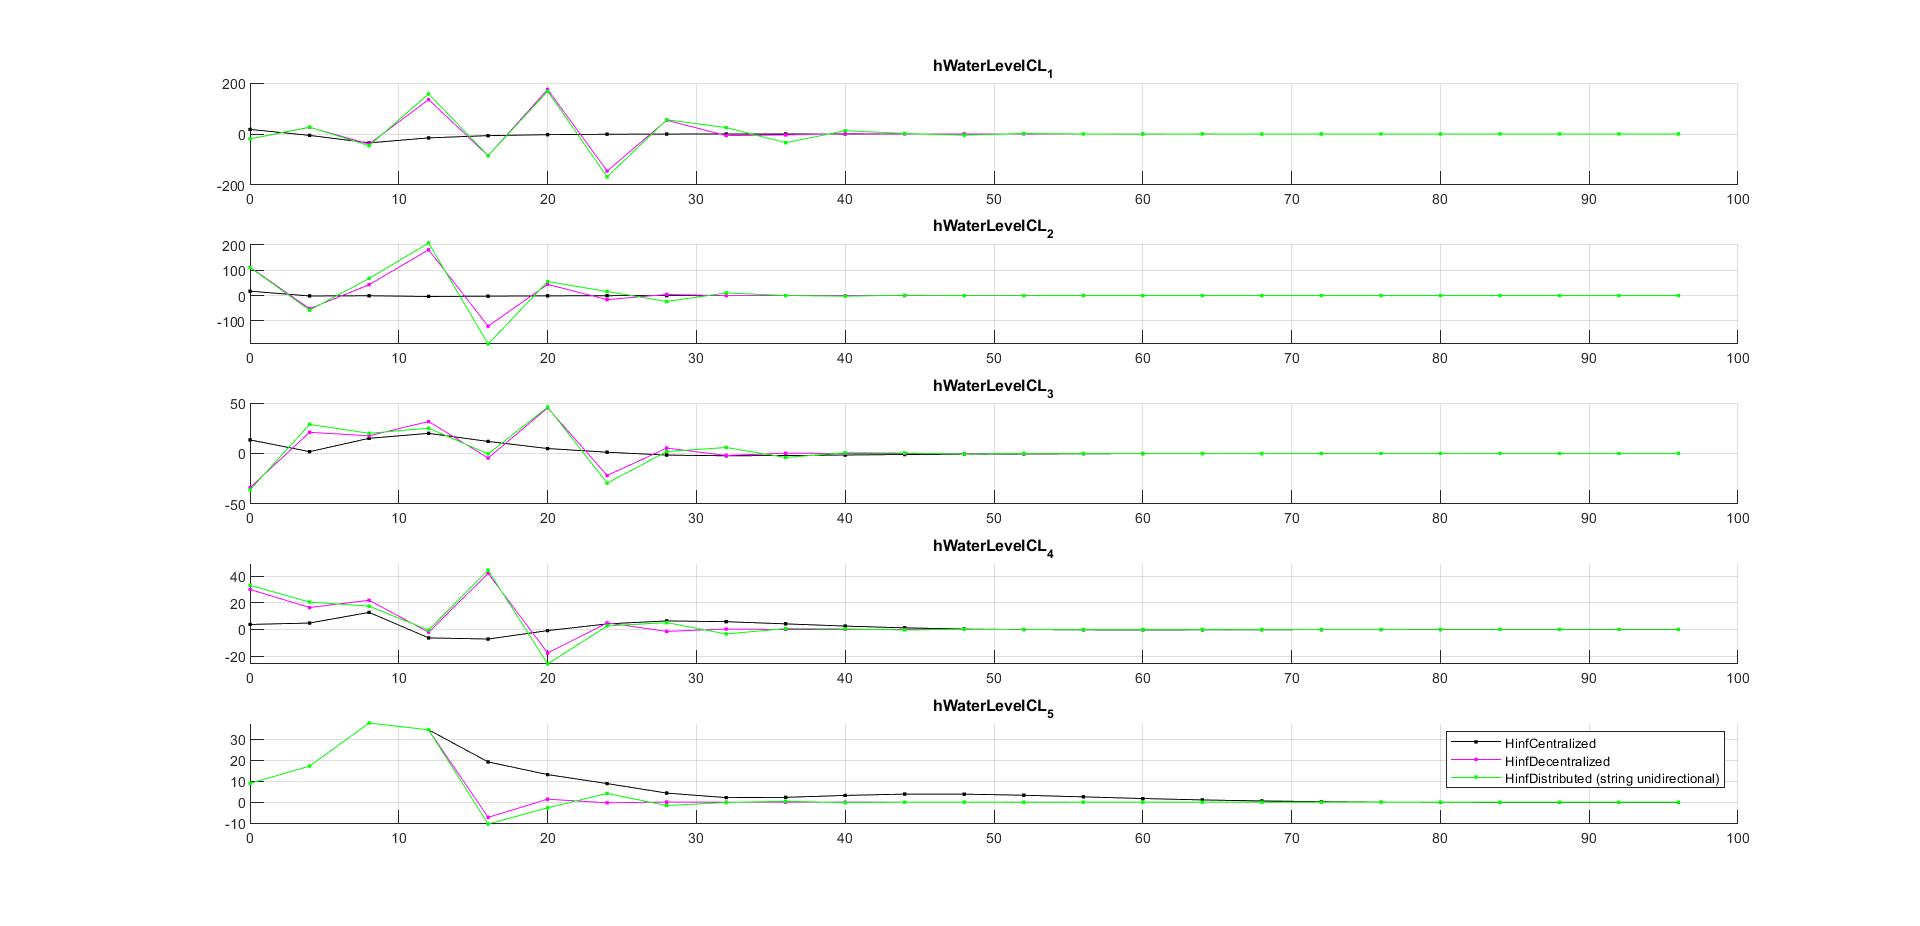 hWaterLevelCL1
200
0
-200
0 10 20 30 40 50 60 70 80 90 100
hWaterLevelCL2
200
100
0
-100
0 10 20 30 40 50 60 70 80 90 100
hWaterLevelCL3
50
0
-50
0 10 20 30 40 50 60 70 80 90 100
hWaterLevelCL4
40
20
0
-20
0 10 20 30 40 50 60 70 80 90 100
hWaterLevelCL5
30
20
10
0
-10
0 10 20 30 40 50 60 70 80 90 100
HinfCentralized
HinfDecentralized
HinfDistributed (string unidirectional)